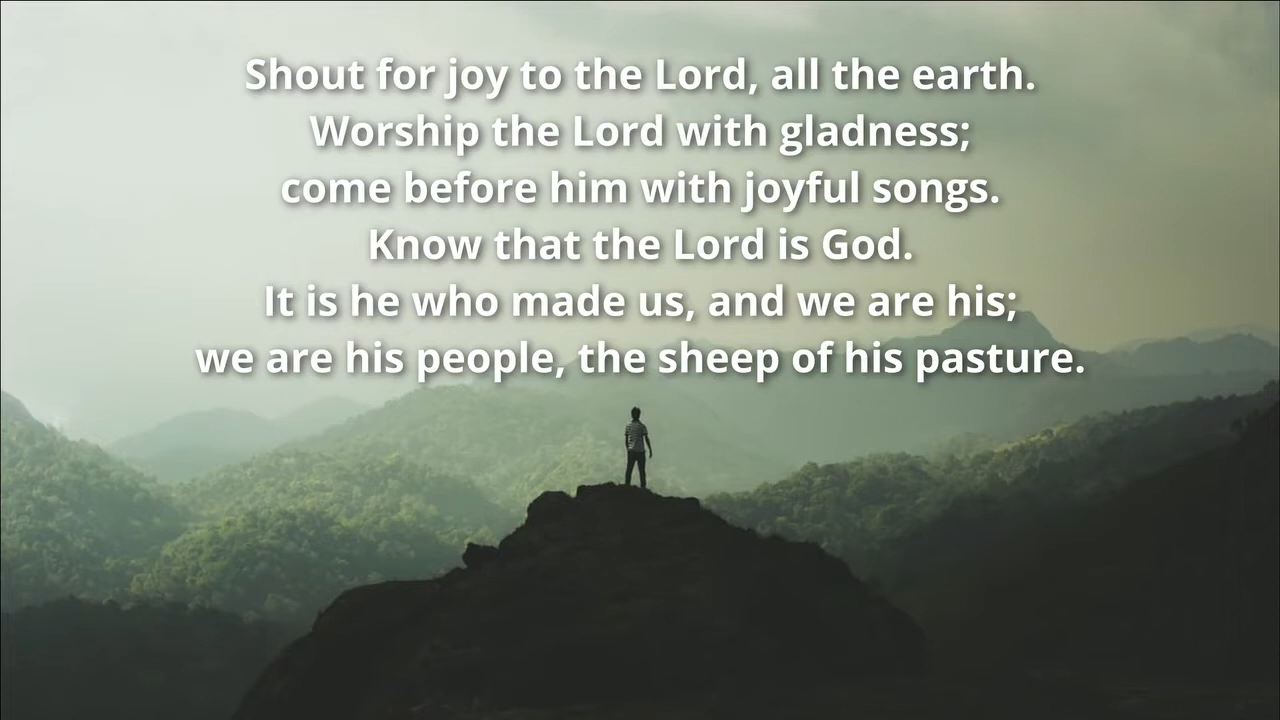 Shout for joy to the Lord, all the earth.
Worship the Lord with gladness;
come before him with joyful songs.
Know that the Lord is God.
It is he who made us, and we are his;
we are his people, the sheep of his pasture.